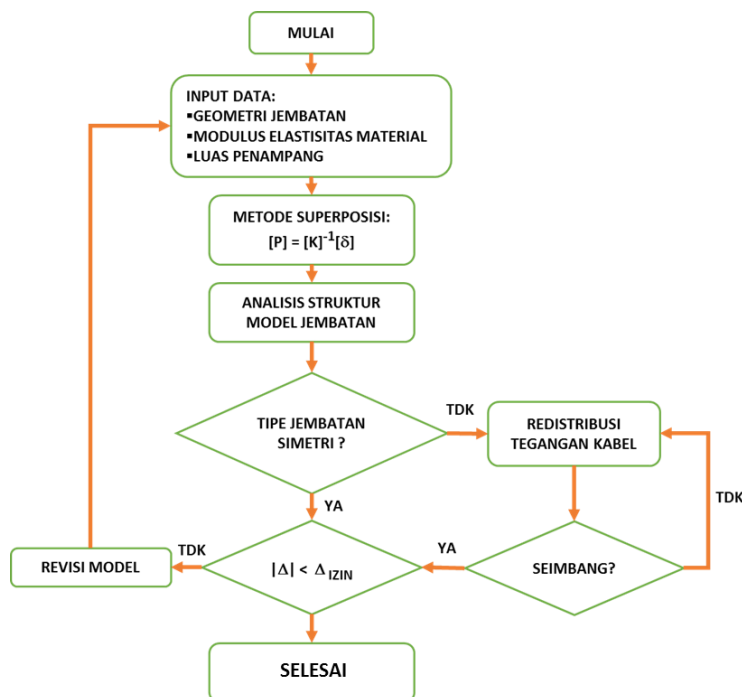 MULAI
INPUT DATA:
▪GEOMETRI JEMBATAN
▪MODULUS ELASTISITAS MATERIAL
▪LUAS PENAMPANG
METODE SUPERPOSISI:
[P] = [K]⁻¹[δ]
ANALISIS STRUKTUR
MODEL JEMBATAN
TIPE JEMBATAN
SIMETRI ?
TDK
REDISTRIBUSI
TEGANGAN KABEL
TDK
YA
REVISI MODEL
TDK
|Δ| < Δ IZIN
YA
SEIMBANG?
SELESAI